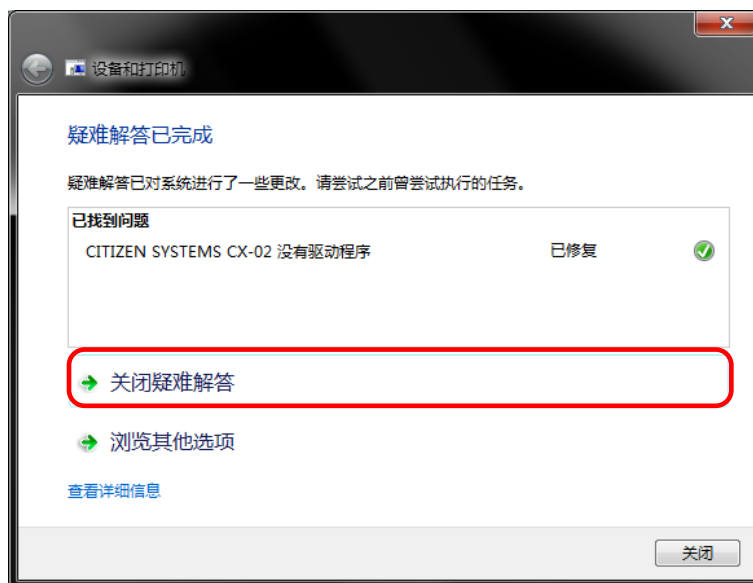 设备和打印机
疑难解答已完成
疑难解答已对系统进行了一些更改。请尝试之前曾尝试执行的任务。
已找到问题
CITIZEN SYSTEMS CX-02 没有驱动程序 已修复
关闭疑难解答
浏览其他选项
查看详细信息
关闭